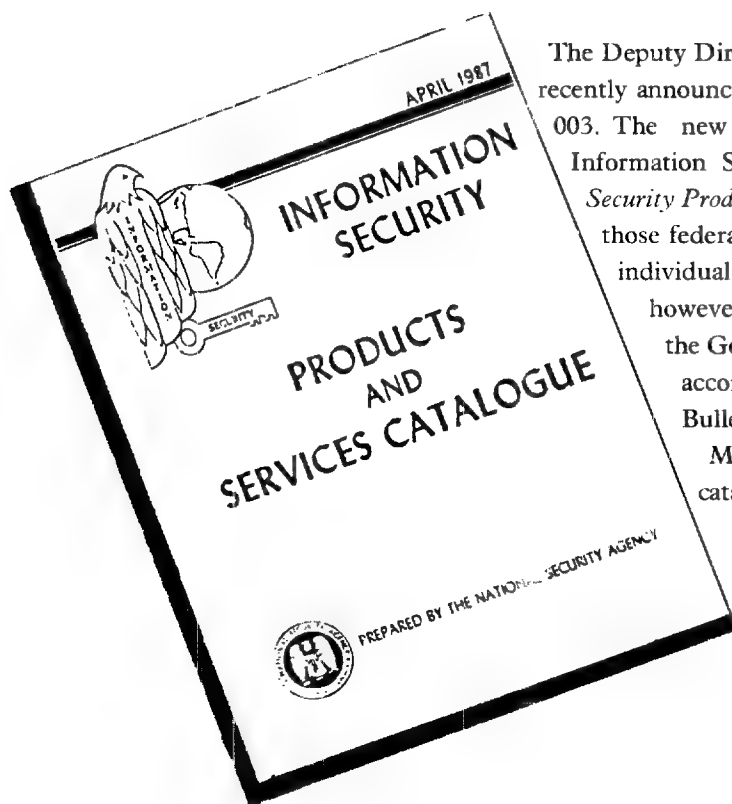 APRIL 1987
INFORMATION
SECURITY
INFORMATION
SECURITY
PRODUCTS
AND
SERVICES CATALOGUE
PREPARED BY THE NATIONAL SECURITY AGENCY
The Deputy Dir
recently announc
003. The new
Information S
Security Prod
those federa
individual
howeve
the Go
accor
Bulle
M
cata